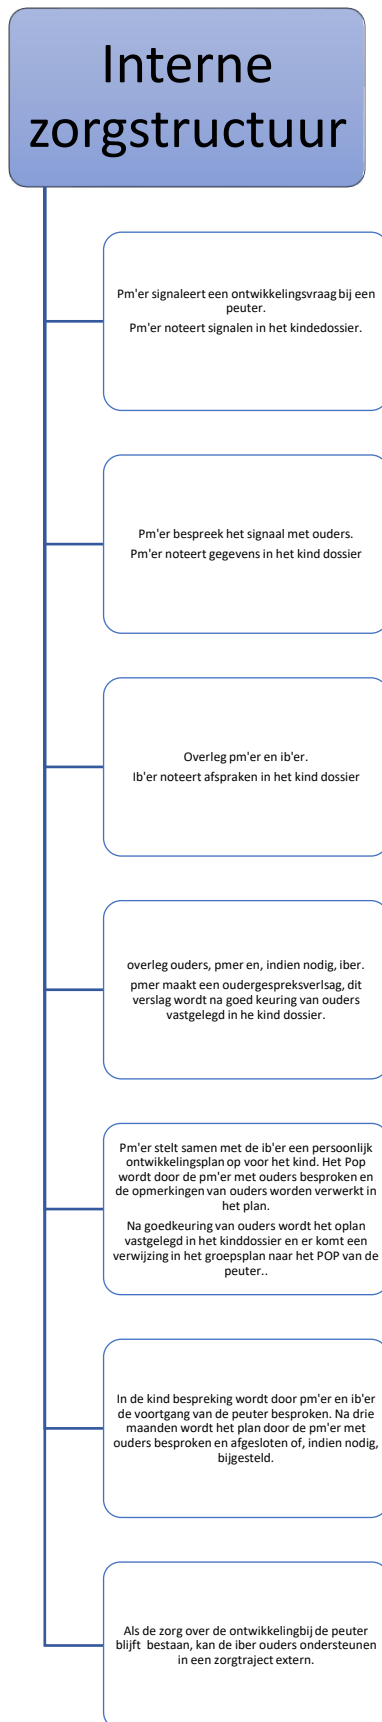 Interne
zorgstructuur
Pm'er signaleert een ontwikkelingsvraag bij een
peuter.
Pm'er noteert signalen in het kindedossier.
Pm'er bespreek het signaal met ouders.
Pm'er noteert gegevens in het kind dossier
Overleg pm'er en ib'er.
Ib'er noteert afspraken in het kind dossier
overleg ouders, pmer en, indien nodig, iber.
pmer maakt een oudergespreksverlsag, dit
verslag wordt na goed keuring van ouders
vastgelegd in he kind dossier.
Pm'er stelt samen met de ib'er een persoonlijk
ontwikkelingsplan op voor het kind. Het Pop
wordt door de pm'er met ouders besproken en
de opmerkingen van ouders worden verwerkt in
het plan.
Na goedkeuring van ouders wordt het oplan
vastgelegd in het kinddossier en er komt een
verwijzing in het groepsplan naar het POP van de
peuter..
In de kind bespreking wordt door pm'er en ib'er
de voortgang van de peuter besproken. Na drie
maanden wordt het plan door de pm'er met
ouders besproken en afgesloten of, indien nodig,
bijgesteld.
Als de zorg over de ontwikkelingbij de peuter
blijft bestaan, kan de iber ouders ondersteunen
in een zorgtraject extern.